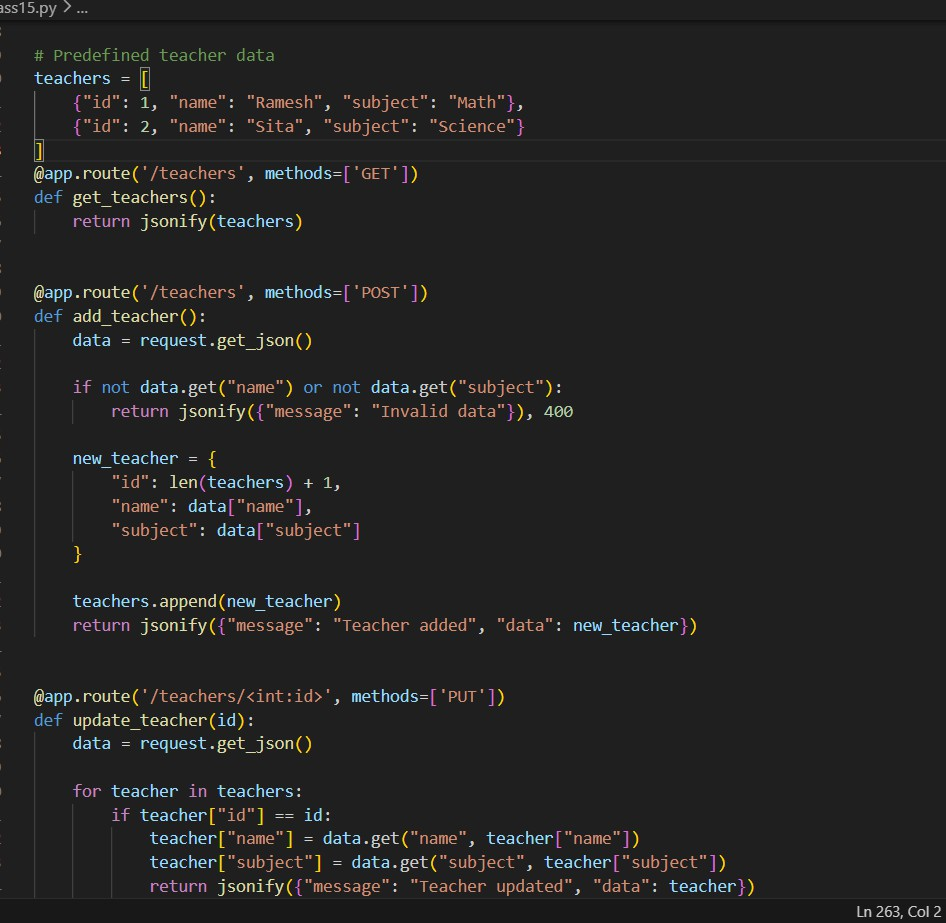 ass15.py > ...
# Predefined teacher data
teachers = [
    {"id": 1, "name": "Ramesh", "subject": "Math"},
    {"id": 2, "name": "Sita", "subject": "Science"}
]
@app.route('/teachers', methods=['GET'])
def get_teachers():
    return jsonify(teachers)
@app.route('/teachers', methods=['POST'])
def add_teacher():
    data = request.get_json()
    if not data.get("name") or not data.get("subject"):
        return jsonify({"message": "Invalid data"}), 400
    new_teacher = {
        "id": len(teachers) + 1,
        "name": data["name"],
        "subject": data["subject"]
    }
    teachers.append(new_teacher)
    return jsonify({"message": "Teacher added", "data": new_teacher})
@app.route('/teachers/<int:id>', methods=['PUT'])
def update_teacher(id):
    data = request.get_json()
    for teacher in teachers:
        if teacher["id"] == id:
            teacher["name"] = data.get("name", teacher["name"])
            teacher["subject"] = data.get("subject", teacher["subject"])
            return jsonify({"message": "Teacher updated", "data": teacher})
Ln 263, Col 2